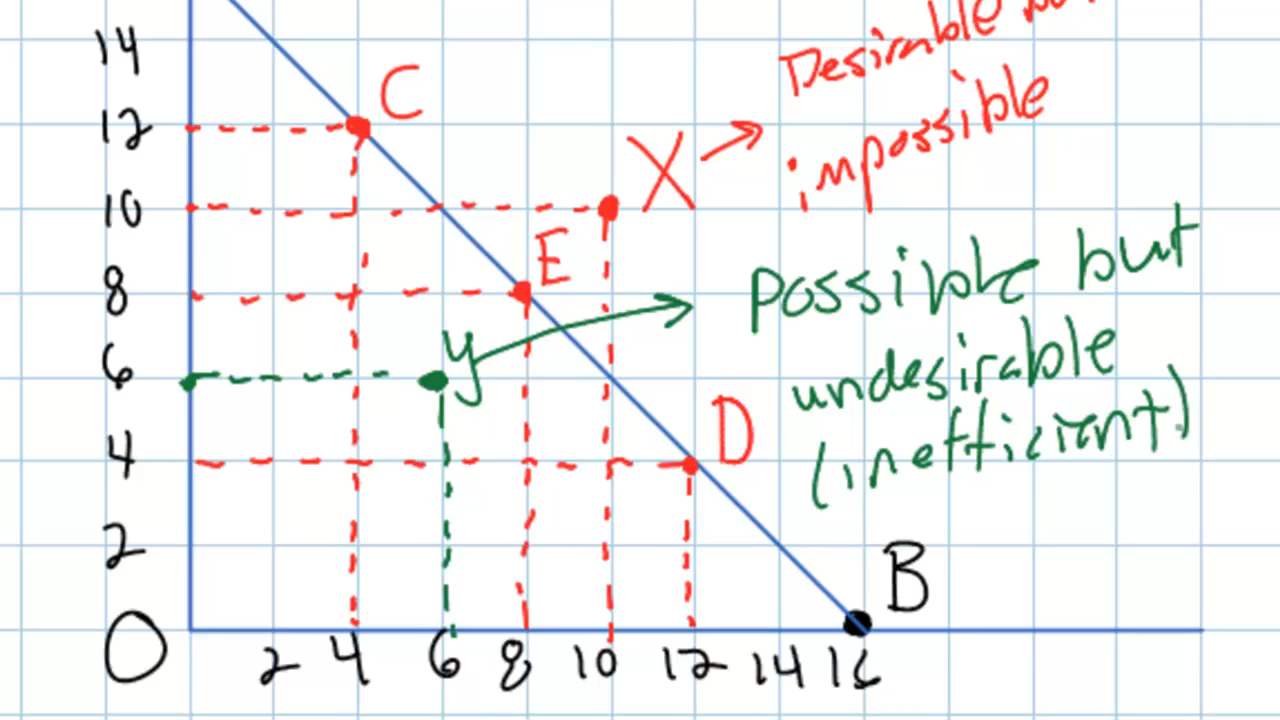 14
12
10
8
6
4
2
0
2 4 6 8 10 12 14 16
C
X
E
y
D
B
Desirable
impossible
possible but
undesirable
(inefficient)